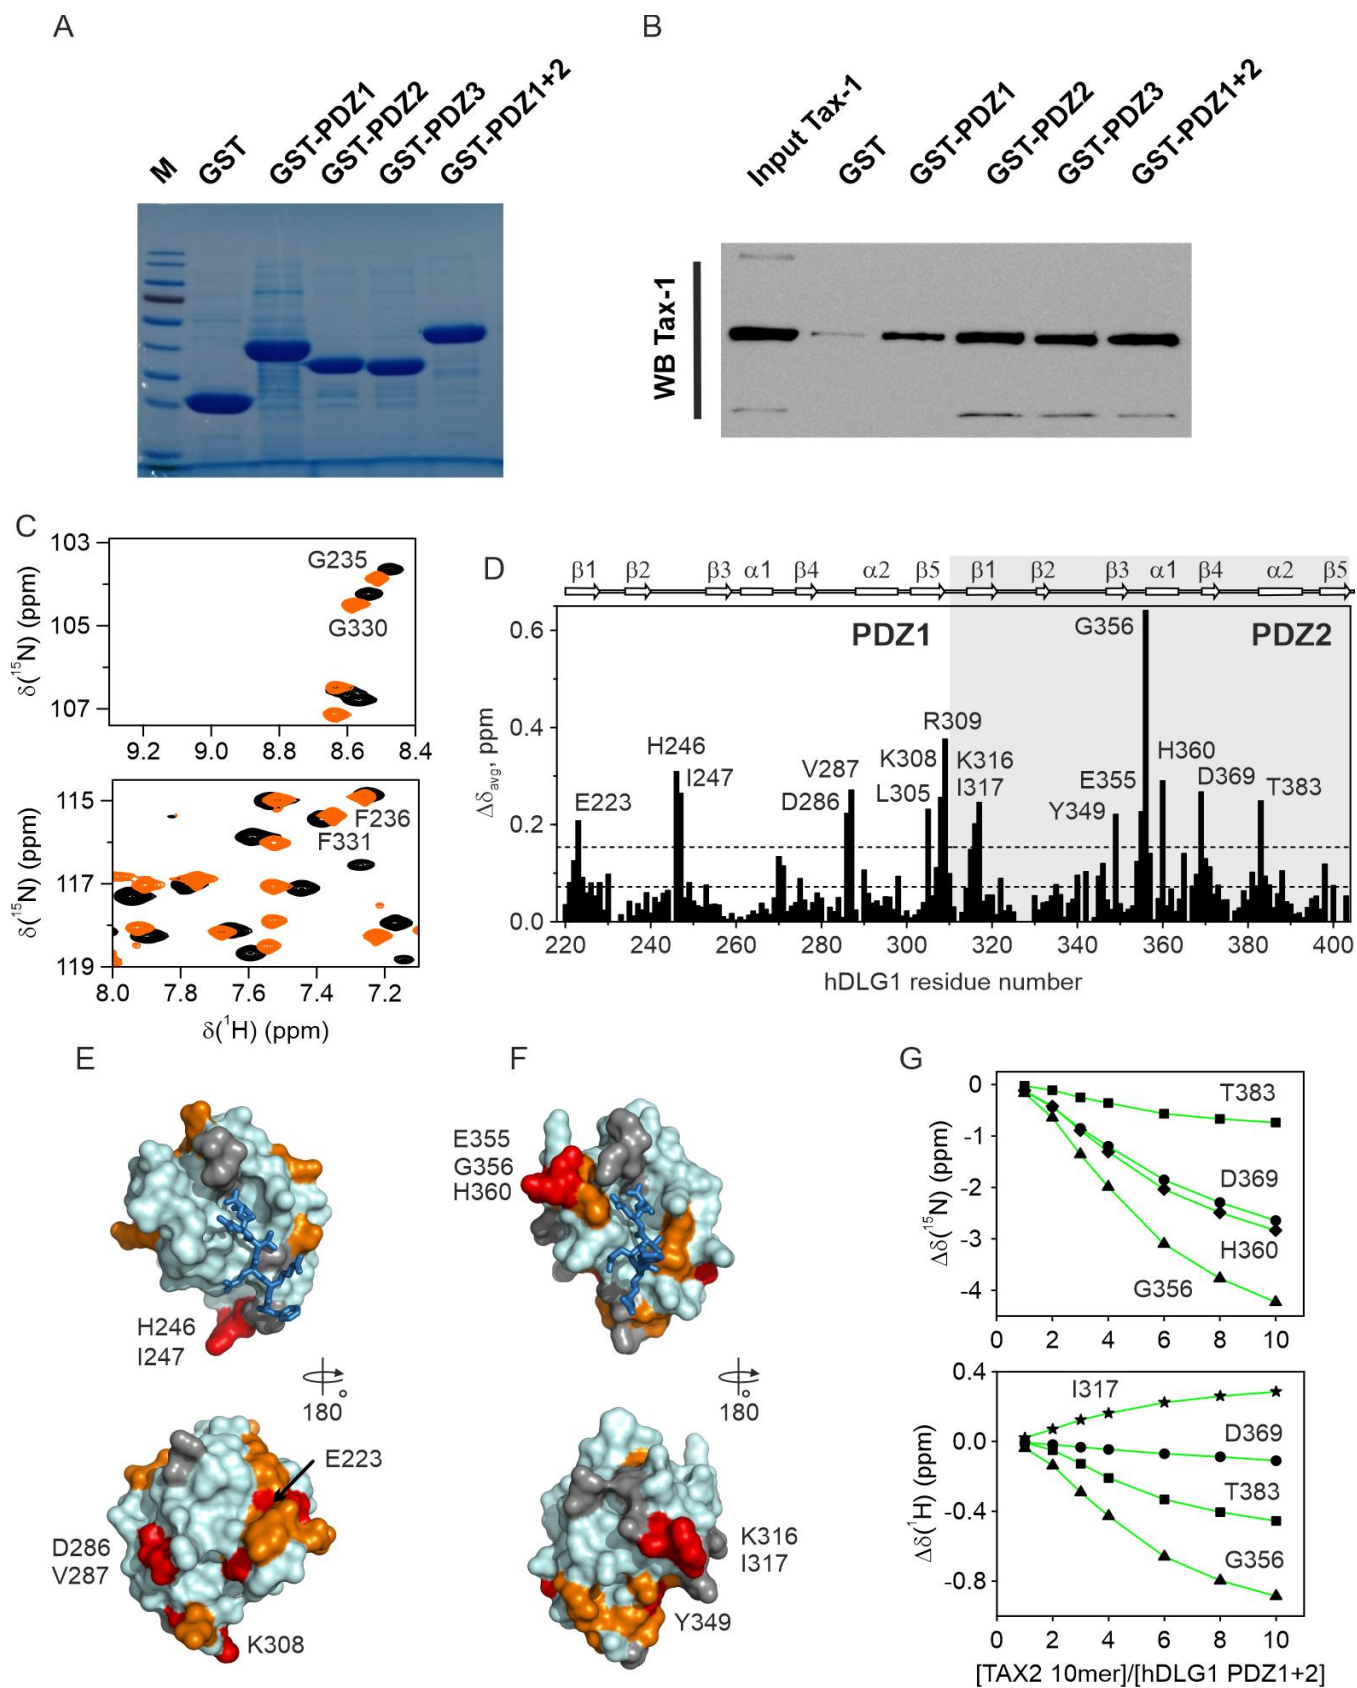 A
M
GST
GST-PDZ1
GST-PDZ2
GST-PDZ3
GST-PDZ1+2
B
Input Tax-1
GST
GST-PDZ1
GST-PDZ2
GST-PDZ3
GST-PDZ1+2
WB Tax-1
C
δ(¹⁵N) (ppm)
103
105
107
G235
G330
9.2 9.0 8.8 8.6 8.4
δ(¹⁵N) (ppm)
115
117
119
F236
F331
8.0 7.8 7.6 7.4 7.2
δ(¹H) (ppm)
D
β1 β2 β3 α1 β4 α2 β5 β1 β2 β3 α1 β4 α2 β5
PDZ1
PDZ2
Δδavg, ppm
0.6
0.4
0.2
0.0
E223
H246
I247
V287
D286
R309
K308
L305
K316
I317
G356
E355
Y349
H360
D369
T383
220 240 260 280 300 320 340 360 380 400
hDLG1 residue number
E
H246
I247
180°
E223
D286
V287
K308
F
E355
G356
H360
180°
K316
I317
Y349
G
Δδ(¹⁵N) (ppm)
0
-1
-2
-3
-4
T383
D369
H360
G356
0 2 4 6 8 10
Δδ(¹H) (ppm)
0.4
0.0
-0.4
-0.8
I317
D369
T383
G356
0 2 4 6 8 10
[TAX2 10mer]/[hDLG1 PDZ1+2]